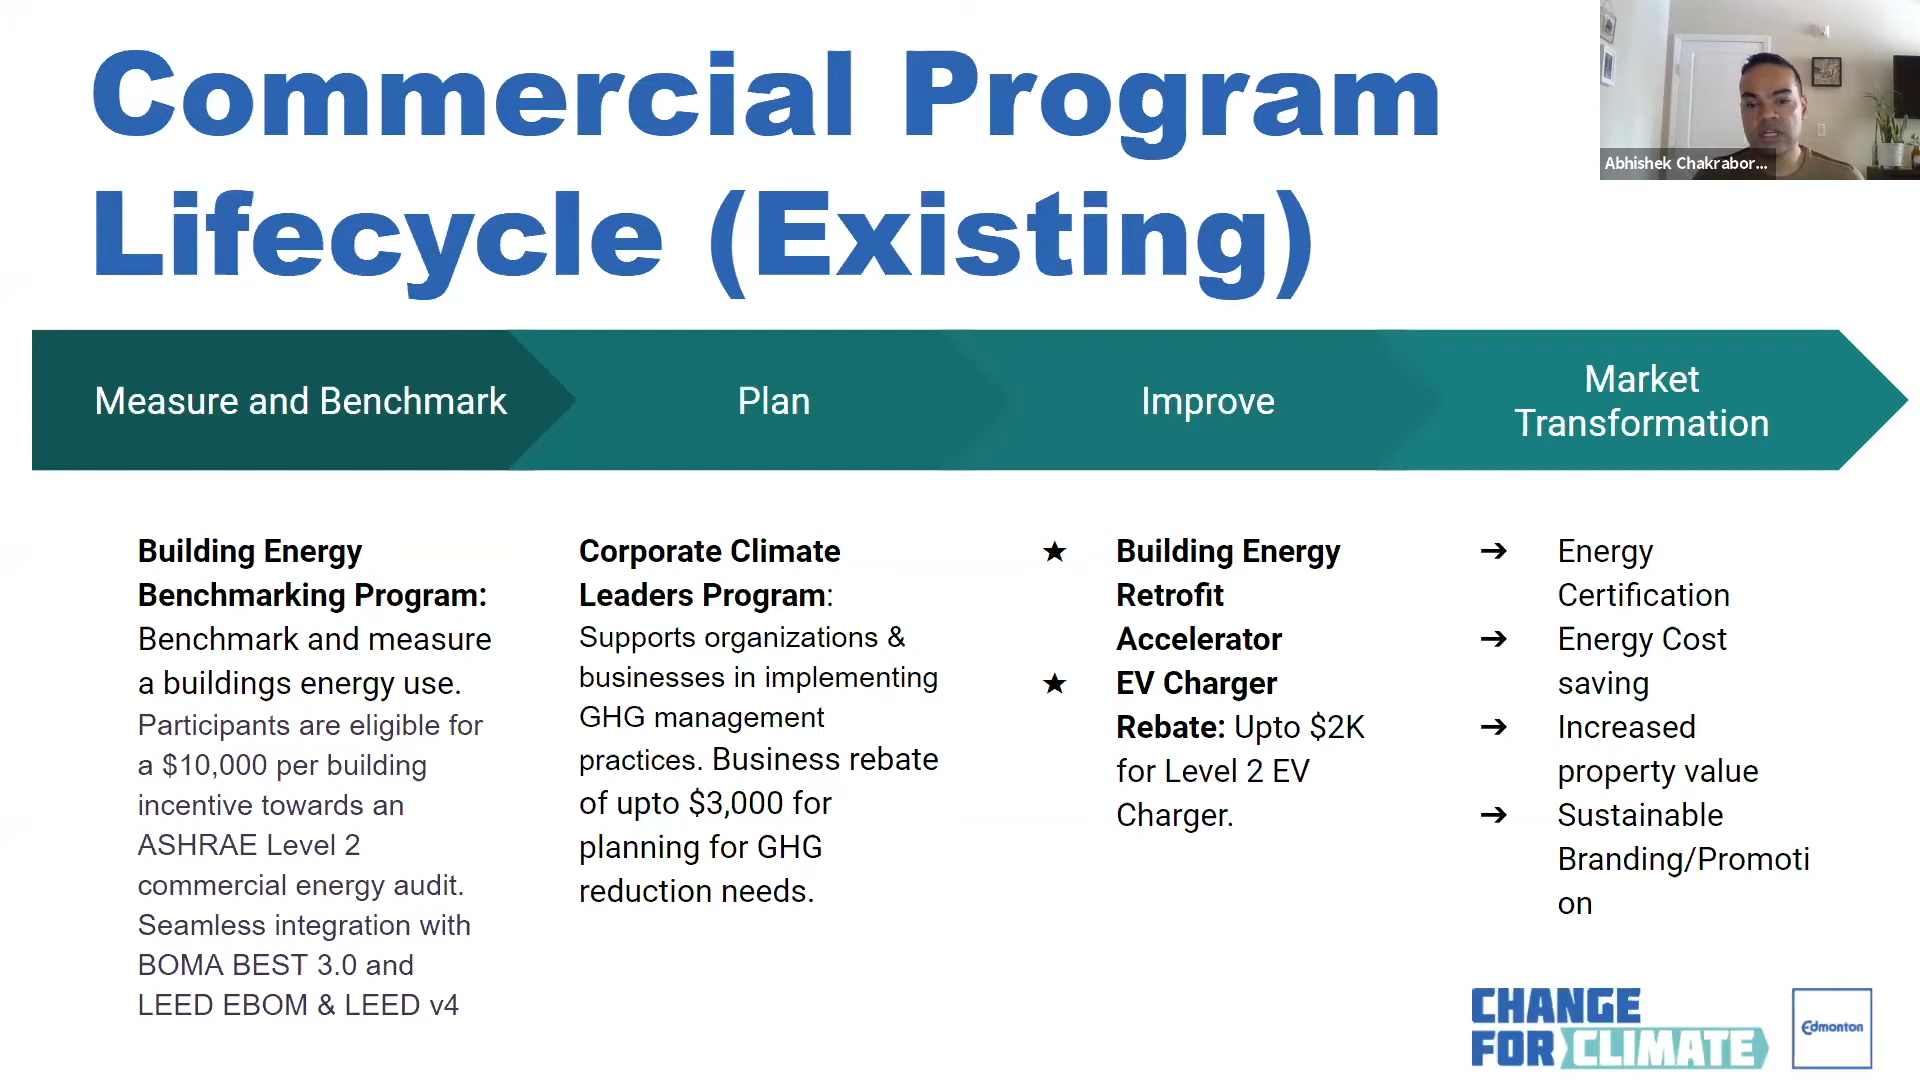 Commercial Program
Lifecycle (Existing)
Abhishek Chakrabor...
Measure and Benchmark
Plan
Improve
Market
Transformation
Building Energy
Benchmarking Program:
Benchmark and measure
a buildings energy use.
Participants are eligible for
a $10,000 per building
incentive towards an
ASHRAE Level 2
commercial energy audit.
Seamless integration with
BOMA BEST 3.0 and
LEED EBOM & LEED v4
Corporate Climate
Leaders Program:
Supports organizations &
businesses in implementing
GHG management
practices. Business rebate
of upto $3,000 for
planning for GHG
reduction needs.
★ Building Energy
Retrofit
Accelerator
★ EV Charger
Rebate: Upto $2K
for Level 2 EV
Charger.
➔ Energy
Certification
➔ Energy Cost
saving
➔ Increased
property value
➔ Sustainable
Branding/Promoti
on
CHANGE
FOR CLIMATE
Edmonton